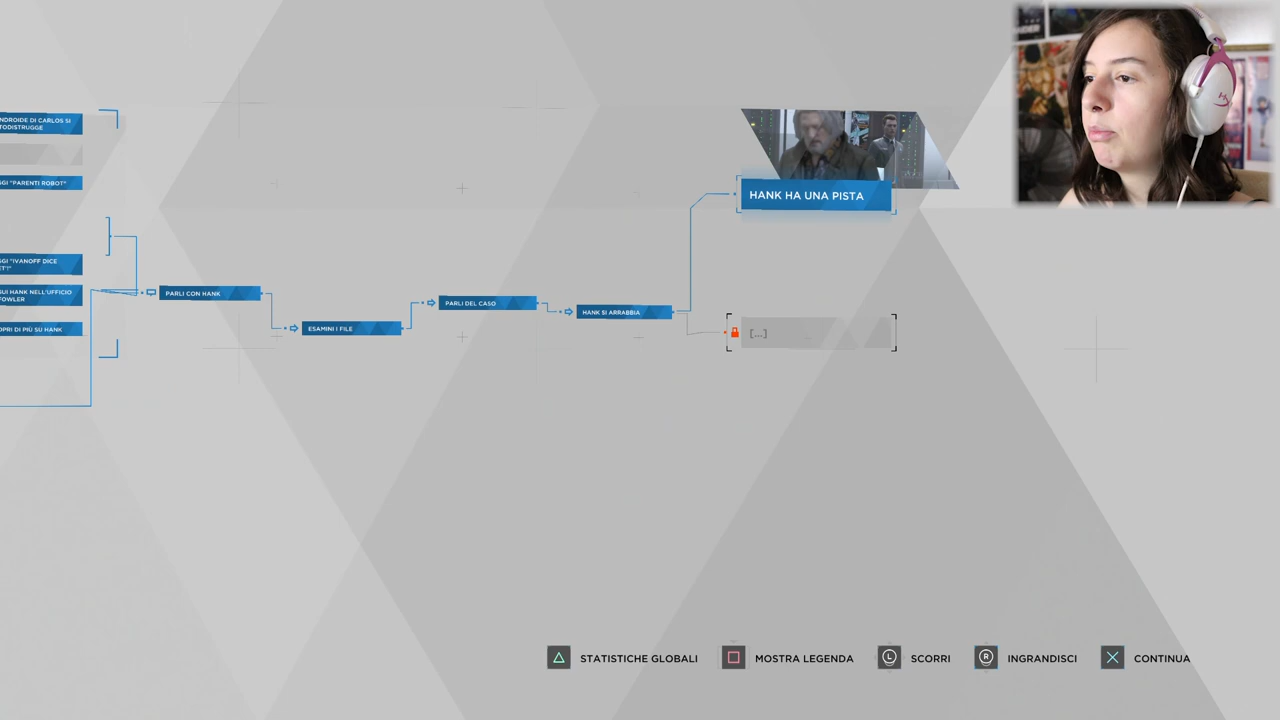 NDROIDE DI CARLOS SI
TODISTRUGGE
GGI "PARENTI ROBOT"
GGI "IVANOFF DICE
ET'!"
GUI HANK NELL'UFFICIO
FOWLER
OPRI DI PIÙ SU HANK
PARLI CON HANK
ESAMINI I FILE
PARLI DEL CASO
HANK SI ARRABBIA
HANK HA UNA PISTA
[...]
STATISTICHE GLOBALI
MOSTRA LEGENDA
L SCORRI
R INGRANDISCI
CONTINUA